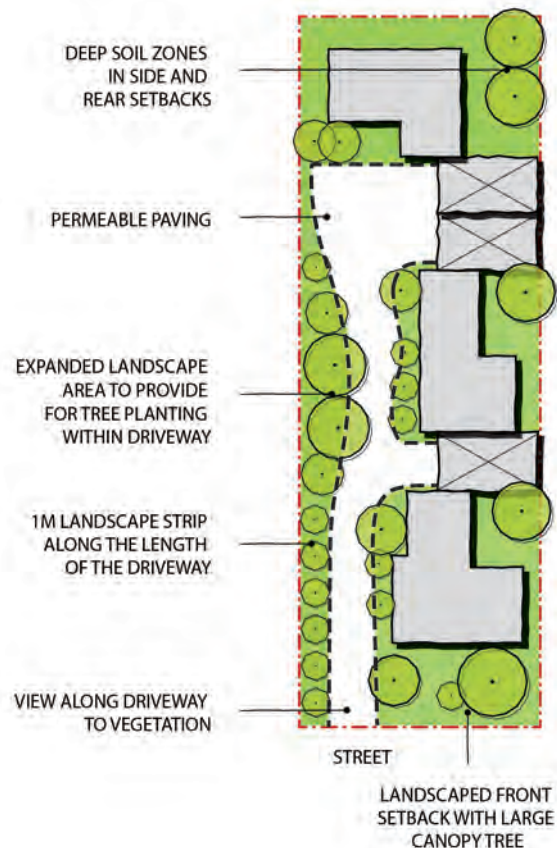 DEEP SOIL ZONES
IN SIDE AND
REAR SETBACKS
PERMEABLE PAVING
EXPANDED LANDSCAPE
AREA TO PROVIDE
FOR TREE PLANTING
WITHIN DRIVEWAY
1M LANDSCAPE STRIP
ALONG THE LENGTH
OF THE DRIVEWAY
VIEW ALONG DRIVEWAY
TO VEGETATION
STREET
LANDSCAPED FRONT
SETBACK WITH LARGE
CANOPY TREE